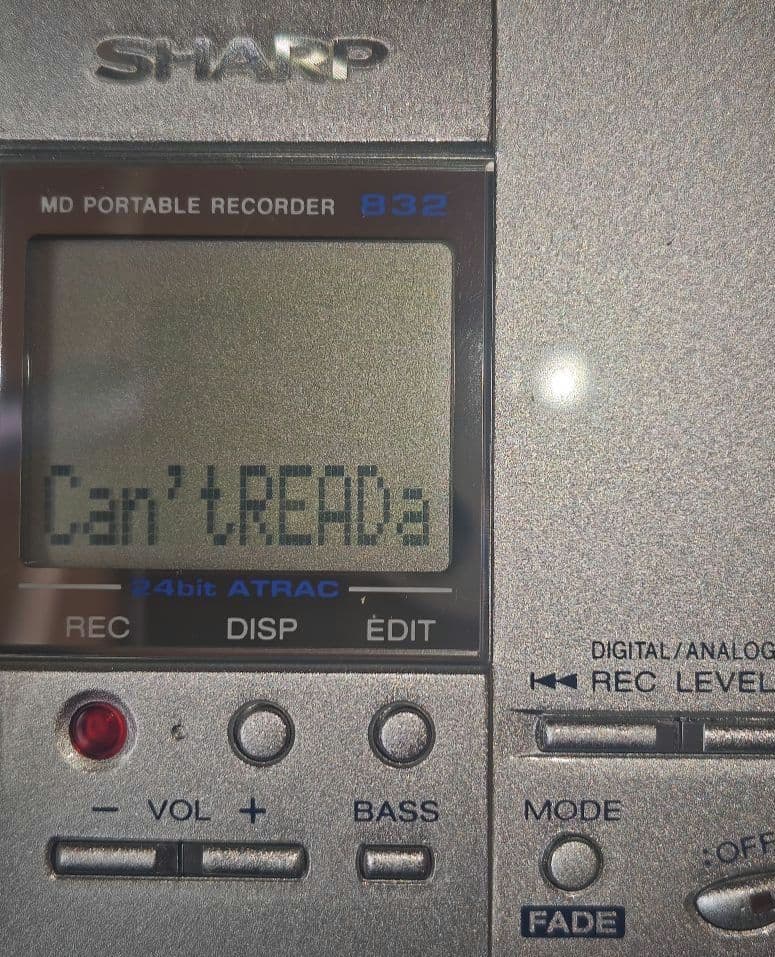 SHARP
MD PORTABLE RECORDER 832
Can'tREADa
24bit ATRAC
REC DISP EDIT
DIGITAL/ANALOG
REC LEVEL
− VOL +
BASS
MODE
:OFF
FADE